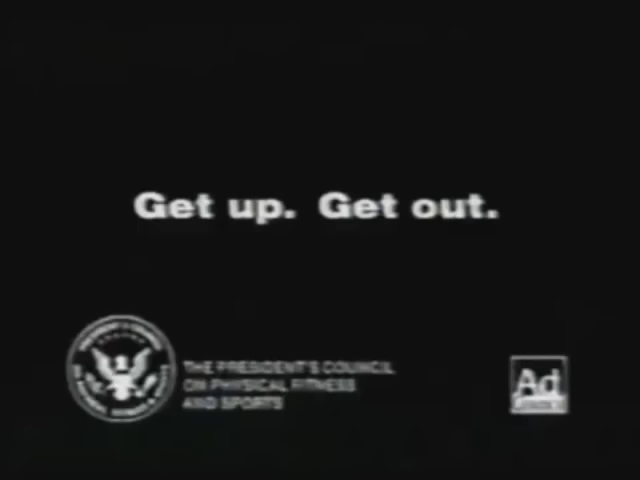 Get up. Get out.
THE PRESIDENT'S COUNCIL
ON PHYSICAL FITNESS
AND SPORTS
Ad